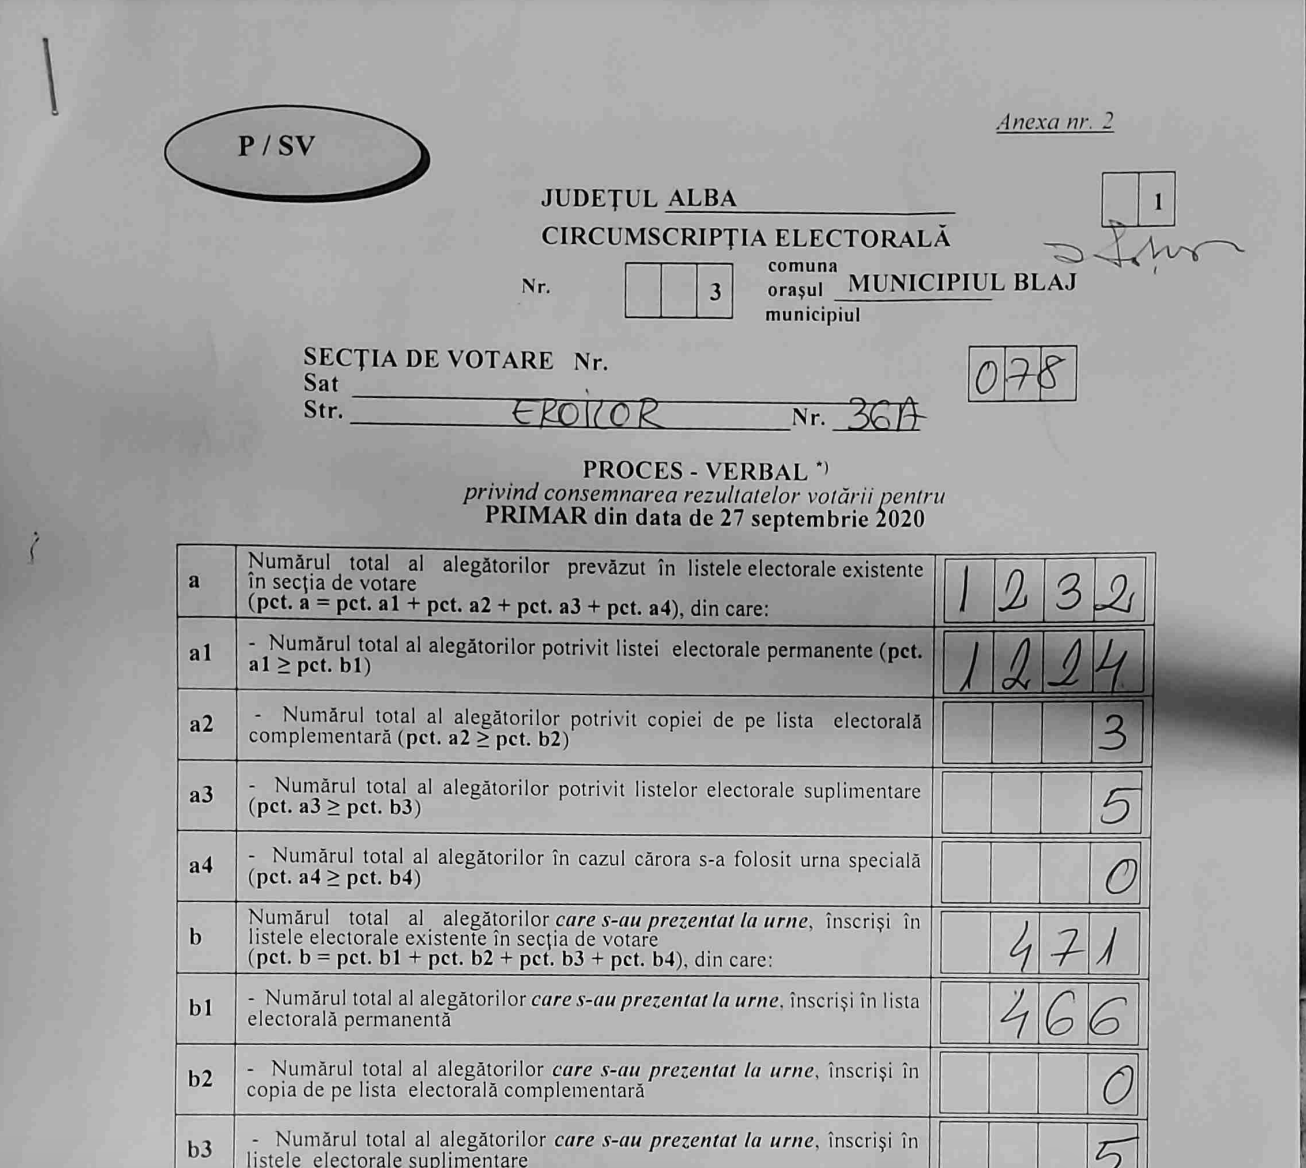 P / SV
Anexa nr. 2
JUDEȚUL ALBA
1
CIRCUMSCRIPȚIA ELECTORALĂ
Nr. 3
comuna
orașul MUNICIPIUL BLAJ
municipiul
SECȚIA DE VOTARE Nr. 078
Sat
Str. EROILOR Nr. 36A
PROCES - VERBAL *)
privind consemnarea rezultatelor votării pentru
PRIMAR din data de 27 septembrie 2020
a Numărul total al alegătorilor prevăzut în listele electorale existente
în secția de votare
(pct. a = pct. a1 + pct. a2 + pct. a3 + pct. a4), din care: 1232
a1 - Numărul total al alegătorilor potrivit listei electorale permanente (pct.
a1 ≥ pct. b1) 1224
a2 - Numărul total al alegătorilor potrivit copiei de pe lista electorală
complementară (pct. a2 ≥ pct. b2) 3
a3 - Numărul total al alegătorilor potrivit listelor electorale suplimentare
(pct. a3 ≥ pct. b3) 5
a4 - Numărul total al alegătorilor în cazul cărora s-a folosit urna specială
(pct. a4 ≥ pct. b4) 0
b Numărul total al alegătorilor care s-au prezentat la urne, înscriși în
listele electorale existente în secția de votare
(pct. b = pct. b1 + pct. b2 + pct. b3 + pct. b4), din care: 471
b1 - Numărul total al alegătorilor care s-au prezentat la urne, înscriși în lista
electorală permanentă 466
b2 - Numărul total al alegătorilor care s-au prezentat la urne, înscriși în
copia de pe lista electorală complementară 0
b3 - Numărul total al alegătorilor care s-au prezentat la urne, înscriși în
listele electorale suplimentare 5